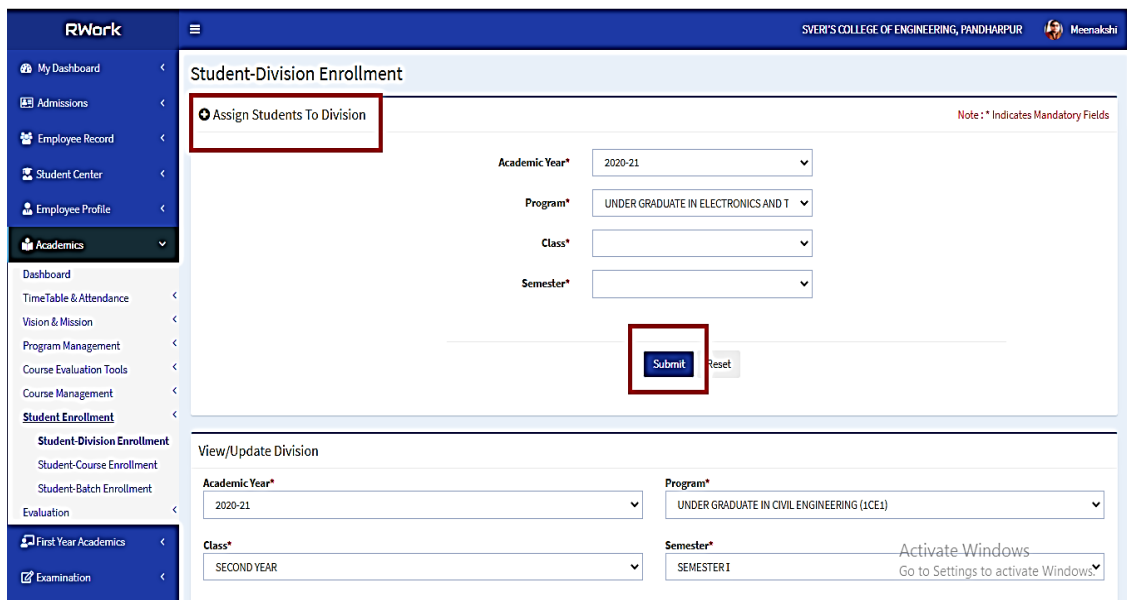 RWork
SVERI'S COLLEGE OF ENGINEERING, PANDHARPUR
Meenakshi
My Dashboard
Admissions
Employee Record
Student Center
Employee Profile
Academics
Dashboard
TimeTable & Attendance
Vision & Mission
Program Management
Course Evaluation Tools
Course Management
Student Enrollment
Student-Division Enrollment
Student-Course Enrollment
Student-Batch Enrollment
Evaluation
First Year Academics
Examination
Student-Division Enrollment
Assign Students To Division
Note : * Indicates Mandatory Fields
Academic Year* 2020-21
Program* UNDER GRADUATE IN ELECTRONICS AND T
Class*
Semester*
Submit Reset
View/Update Division
Academic Year* Program*
2020-21 UNDER GRADUATE IN CIVIL ENGINEERING (1CE1)
Class* Semester*
SECOND YEAR SEMESTER I
Activate Windows
Go to Settings to activate Windows.